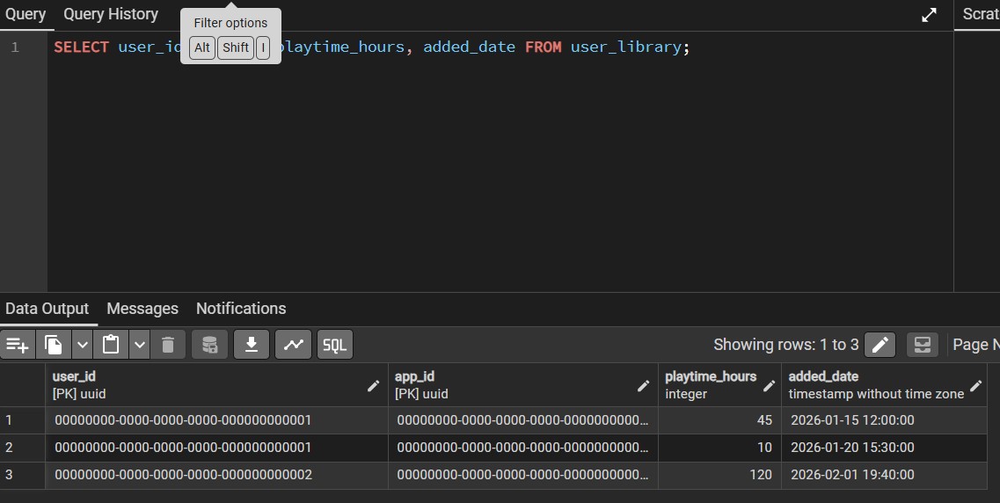 Query Query History Scrat
Filter options
Alt Shift I
1 SELECT user_id playtime_hours, added_date FROM user_library;
Data Output Messages Notifications
SQL Showing rows: 1 to 3 Page N
user_id app_id playtime_hours added_date
[PK] uuid [PK] uuid integer timestamp without time zone
1 00000000-0000-0000-0000-000000000001 00000000-0000-0000-0000-0000000000… 45 2026-01-15 12:00:00
2 00000000-0000-0000-0000-000000000001 00000000-0000-0000-0000-0000000000… 10 2026-01-20 15:30:00
3 00000000-0000-0000-0000-000000000002 00000000-0000-0000-0000-0000000000… 120 2026-02-01 19:40:00